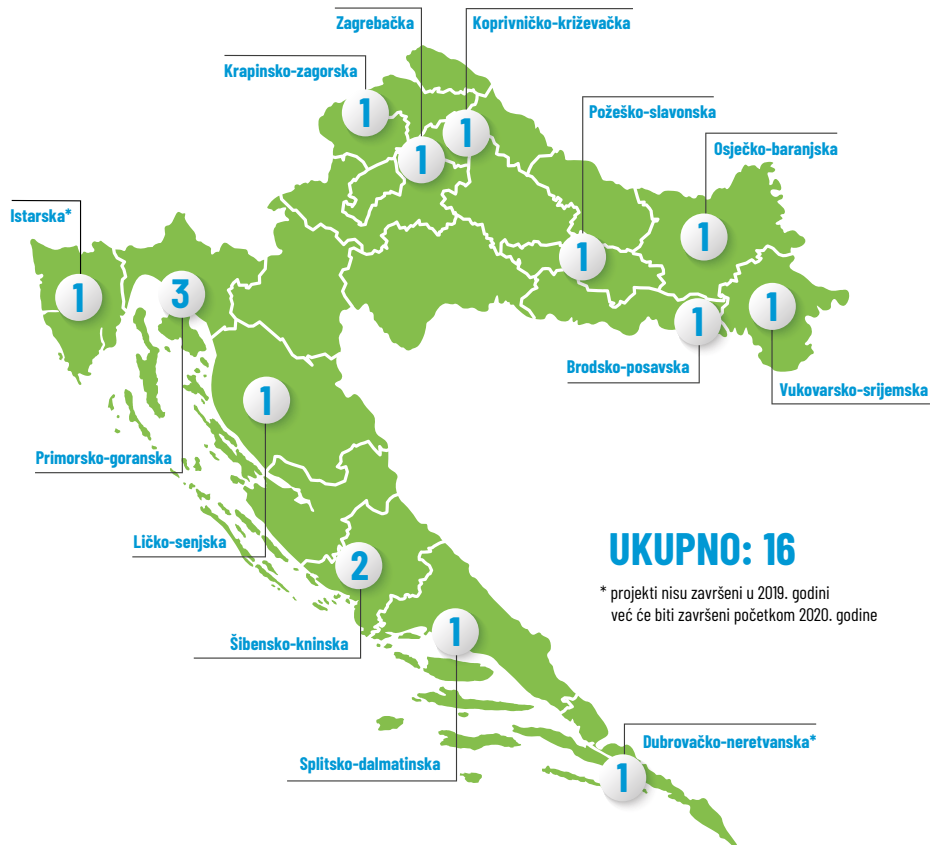 Zagrebačka
Koprivničko-križevačka
Krapinsko-zagorska
1
1
1
Požeško-slavonska
Osječko-baranjska
Istarska*
1
1
1
3
1
1
Brodsko-posavska
Vukovarsko-srijemska
1
Primorsko-goranska
Ličko-senjska
2
UKUPNO: 16
* projekti nisu završeni u 2019. godini
već će biti završeni početkom 2020. godine
Šibensko-kninska
1
Splitsko-dalmatinska
Dubrovačko-neretvanska*
1